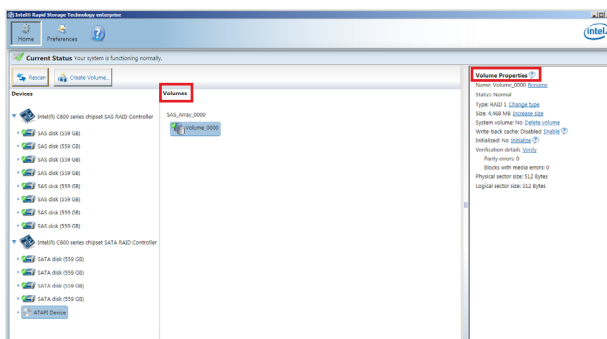 Intel® Rapid Storage Technology enterprise
Home
Preferences
intel
Current Status Your system is functioning normally.
Rescan
Create Volume...
Devices
Intel(R) C600 series chipset SAS RAID Controller
SAS disk (559 GB)
SAS disk (559 GB)
SAS disk (559 GB)
SAS disk (559 GB)
SAS disk (559 GB)
SAS disk (559 GB)
SAS disk (559 GB)
SAS disk (559 GB)
Intel(R) C600 series chipset SATA RAID Controller
SATA disk (559 GB)
SATA disk (559 GB)
SATA disk (559 GB)
SATA disk (559 GB)
ATAPI Device
Volumes
SAS_Array_0000
Volume_0000
Volume Properties ?
Name: Volume_0000 Rename
Status: Normal
Type: RAID 1 Change type
Size: 4,768 MB Increase size
System volume: No Delete volume
Write-back cache: Disabled Enable ?
Initialized: No Initialize ?
Verification details: Verify
Parity errors: 0
Blocks with media errors: 0
Physical sector size: 512 Bytes
Logical sector size: 512 Bytes